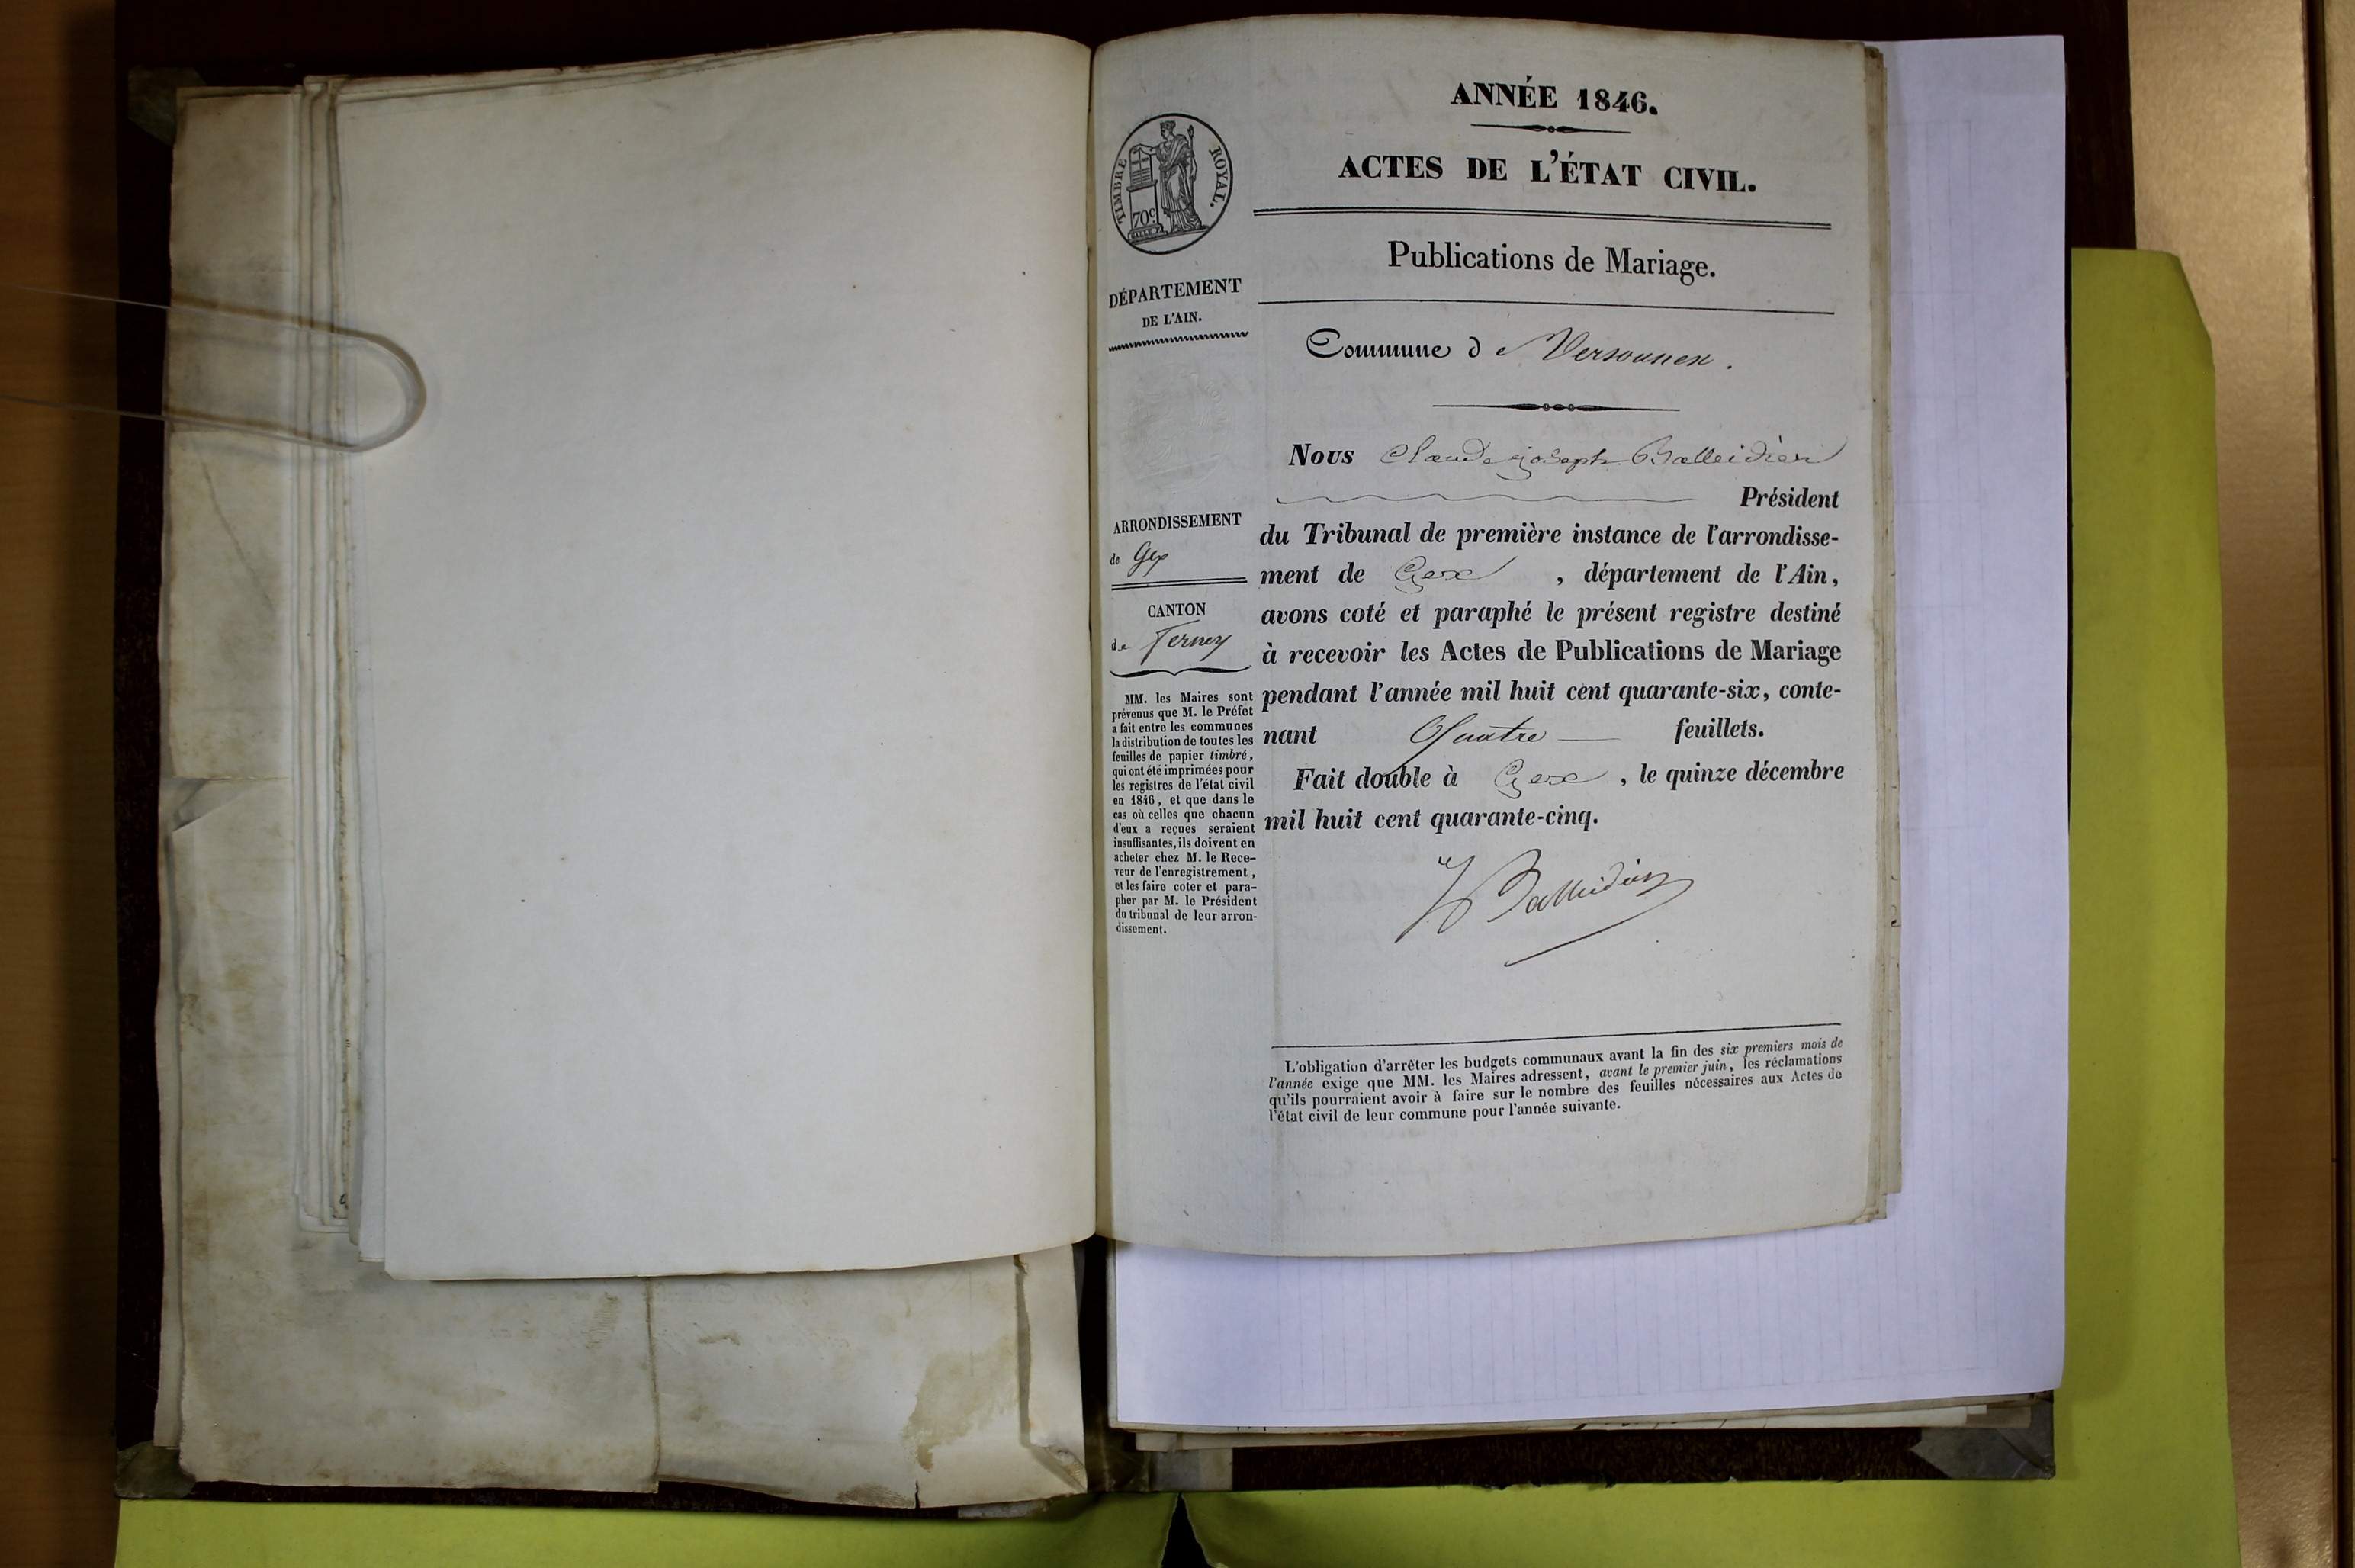 ANNÉE 1846.
ACTES DE L'ÉTAT CIVIL.
Publications de Mariage.
Commune de Versonnex.
Nous Claude joseph Balleidier
Président
du Tribunal de première instance de l'arrondisse-
ment de Gex , département de l'Ain,
avons coté et paraphé le présent registre destiné
à recevoir les Actes de Publications de Mariage
pendant l'année mil huit cent quarante-six, conte-
nant Quatre feuillets.
Fait double à Gex , le quinze décembre
mil huit cent quarante-cinq.
Balleidier
L'obligation d'arrêter les budgets communaux avant la fin des six premiers mois de
l'année exige que MM. les Maires adressent, avant le premier juin, les réclamations
qu'ils pourraient avoir à faire sur le nombre des feuilles nécessaires aux Actes de
l'état civil de leur commune pour l'année suivante.
TIMBRE ROYAL.
70c
DÉPARTEMENT
DE L'AIN.
ARRONDISSEMENT
de Gex
CANTON
de Ferney
MM. les Maires sont
prévenus que M. le Préfet
a fait entre les communes
la distribution de toutes les
feuilles de papier timbré,
qui ont été imprimées pour
les registres de l'état civil
en 1846, et que dans le
cas où celles que chacun
d'eux a reçues seraient
insuffisantes, ils doivent en
acheter chez M. le Rece-
veur de l'enregistrement,
et les faire coter et para-
pher par M. le Président
du tribunal de leur arron-
dissement.